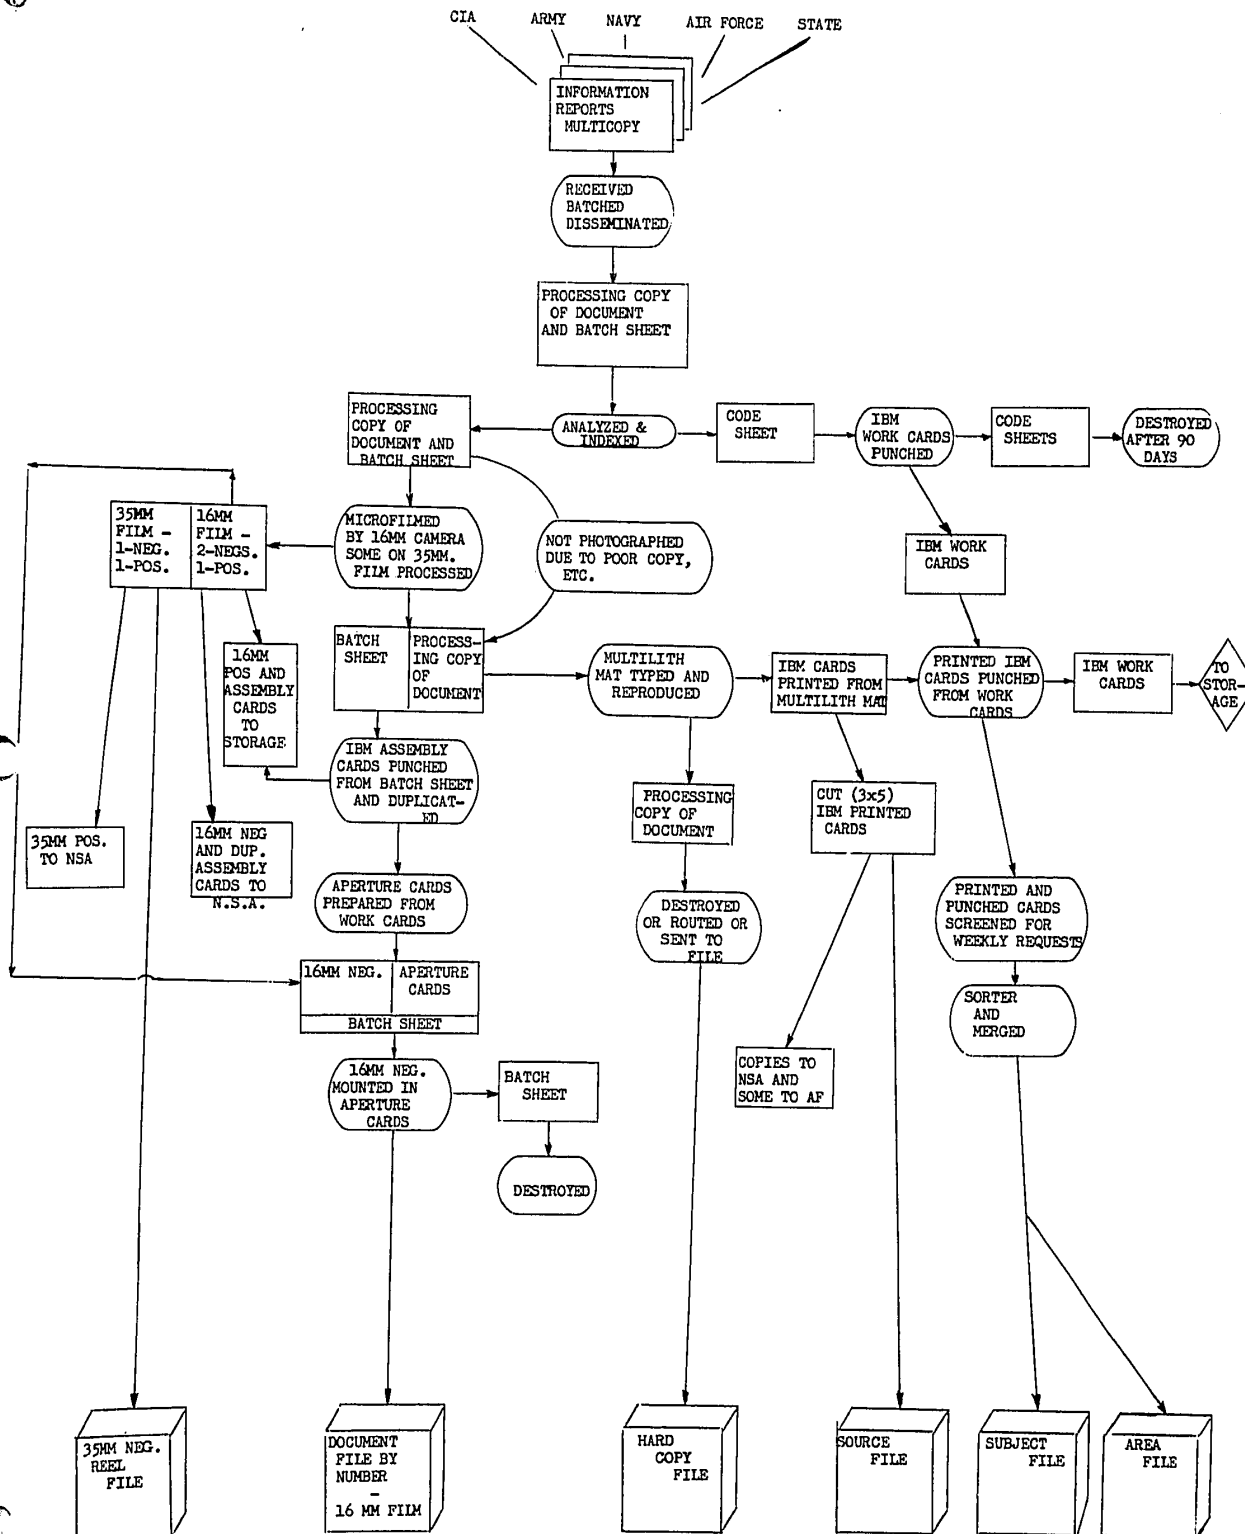 CIA ARMY NAVY AIR FORCE STATE
INFORMATION
REPORTS
MULTICOPY
RECEIVED
BATCHED
DISSEMINATED
PROCESSING COPY
OF DOCUMENT
AND BATCH SHEET
PROCESSING
COPY OF
DOCUMENT AND
BATCH SHEET
ANALYZED &
INDEXED
CODE
SHEET
IBM
WORK CARDS
PUNCHED
CODE
SHEETS
DESTROYED
AFTER 90
DAYS
35MM
FILM -
1-NEG.
1-POS.
16MM
FILM -
2-NEGS.
1-POS.
MICROFILMED
BY 16MM CAMERA
SOME ON 35MM.
FILM PROCESSED
NOT PHOTOGRAPHED
DUE TO POOR COPY,
ETC.
IBM WORK
CARDS
16MM
POS AND
ASSEMBLY
CARDS
TO
STORAGE
BATCH
SHEET
PROCESS-
ING COPY
OF
DOCUMENT
MULTILITH
MAT TYPED AND
REPRODUCED
IBM CARDS
PRINTED FROM
MULTILITH MAT
PRINTED IBM
CARDS PUNCHED
FROM WORK
CARDS
IBM WORK
CARDS
TO
STOR-
AGE
IBM ASSEMBLY
CARDS PUNCHED
FROM BATCH SHEET
AND DUPLICAT-
ED
PROCESSING
COPY OF
DOCUMENT
CUT (3x5)
IBM PRINTED
CARDS
35MM POS.
TO NSA
16MM NEG
AND DUP.
ASSEMBLY
CARDS TO
N.S.A.
APERTURE CARDS
PREPARED FROM
WORK CARDS
DESTROYED
OR ROUTED OR
SENT TO
FILE
PRINTED AND
PUNCHED CARDS
SCREENED FOR
WEEKLY REQUESTS
16MM NEG.
APERTURE
CARDS
BATCH SHEET
SORTER
AND
MERGED
16MM NEG.
MOUNTED IN
APERTURE
CARDS
BATCH
SHEET
COPIES TO
NSA AND
SOME TO AF
DESTROYED
35MM NEG.
REEL
FILE
DOCUMENT
FILE BY
NUMBER
-
16 MM FILM
HARD
COPY
FILE
SOURCE
FILE
SUBJECT
FILE
AREA
FILE